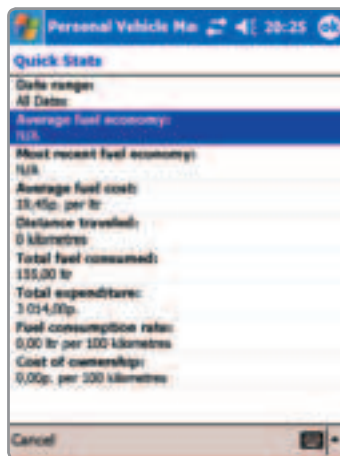 Personal Vehicle Ma 20:25 ok
Quick Stats
Date range:
All Dates
Average fuel economy:
N/A
Most recent fuel economy:
N/A
Average fuel cost:
19,45p. per ltr
Distance traveled:
0 kilometres
Total fuel consumed:
155,00 ltr
Total expenditure:
3 014,00p.
Fuel consumption rate:
0,00 ltr per 100 kilometres
Cost of ownership:
0,00p. per 100 kilometres
Cancel